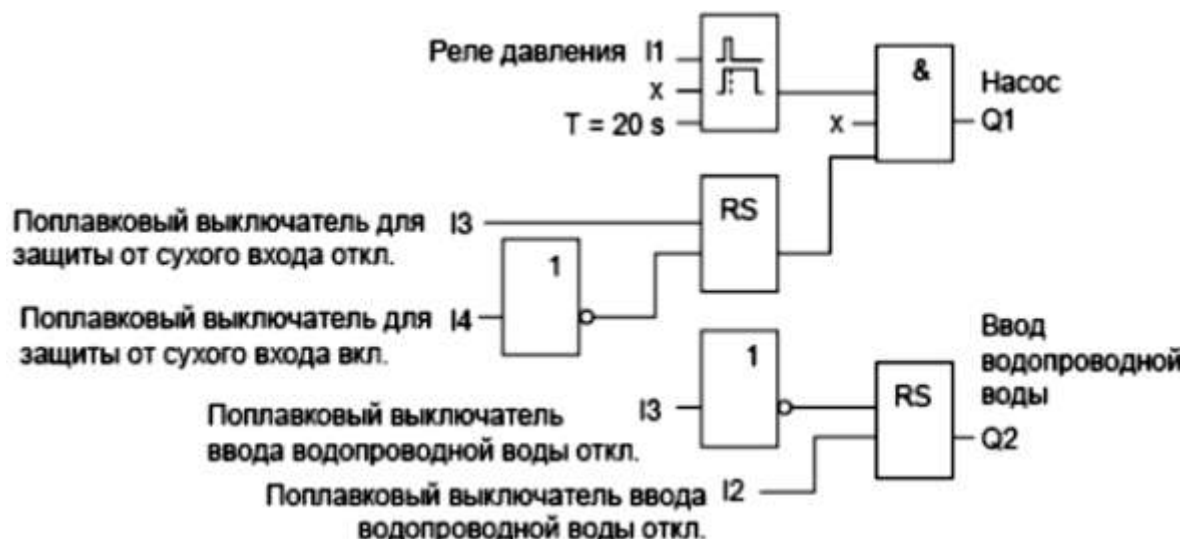 Реле давления I1
x
T = 20 s
&
Насос
x
Q1
RS
Поплавковый выключатель для I3
защиты от сухого входа откл.
1
Поплавковый выключатель для I4
защиты от сухого входа вкл.
Ввод
водопроводной
воды
1
RS
I3
Поплавковый выключатель
ввода водопроводной воды откл.
Q2
Поплавковый выключатель ввода I2
водопроводной воды откл.